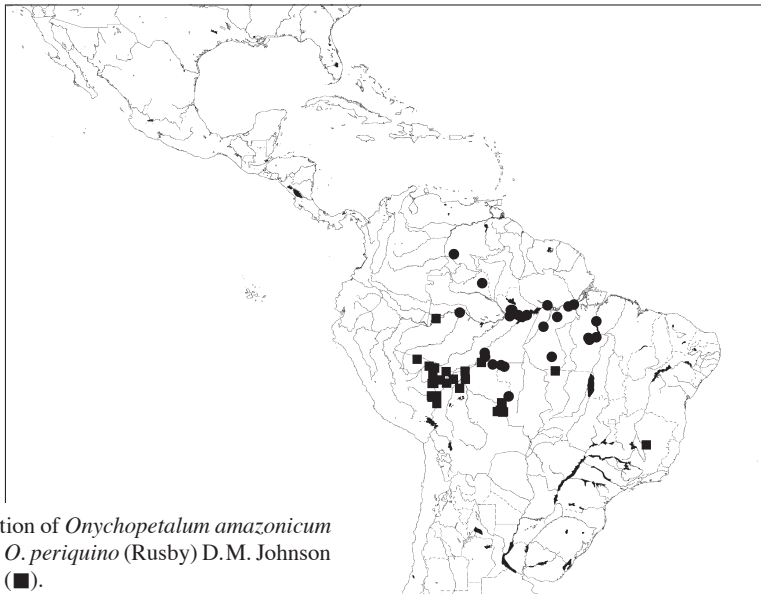 tion of Onychopetalum amazonicum
O. periquino (Rusby) D.M. Johnson
(■).